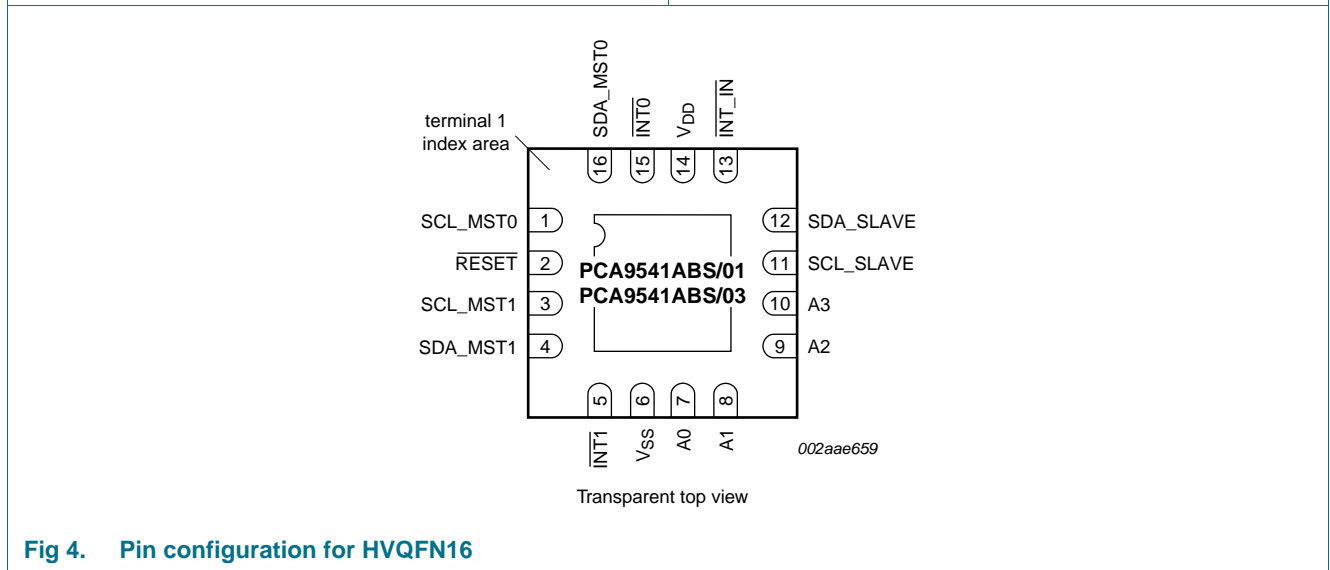 SDA_MST0
INT0
VDD
INT_IN
terminal 1
index area
16
15
14
13
SCL_MST0
1
12
SDA_SLAVE
RESET
2
PCA9541ABS/01
11
SCL_SLAVE
SCL_MST1
3
PCA9541ABS/03
10
A3
SDA_MST1
4
9
A2
5
6
7
8
INT1
VSS
A0
A1
002aae659
Transparent top view
Fig 4. Pin configuration for HVQFN16